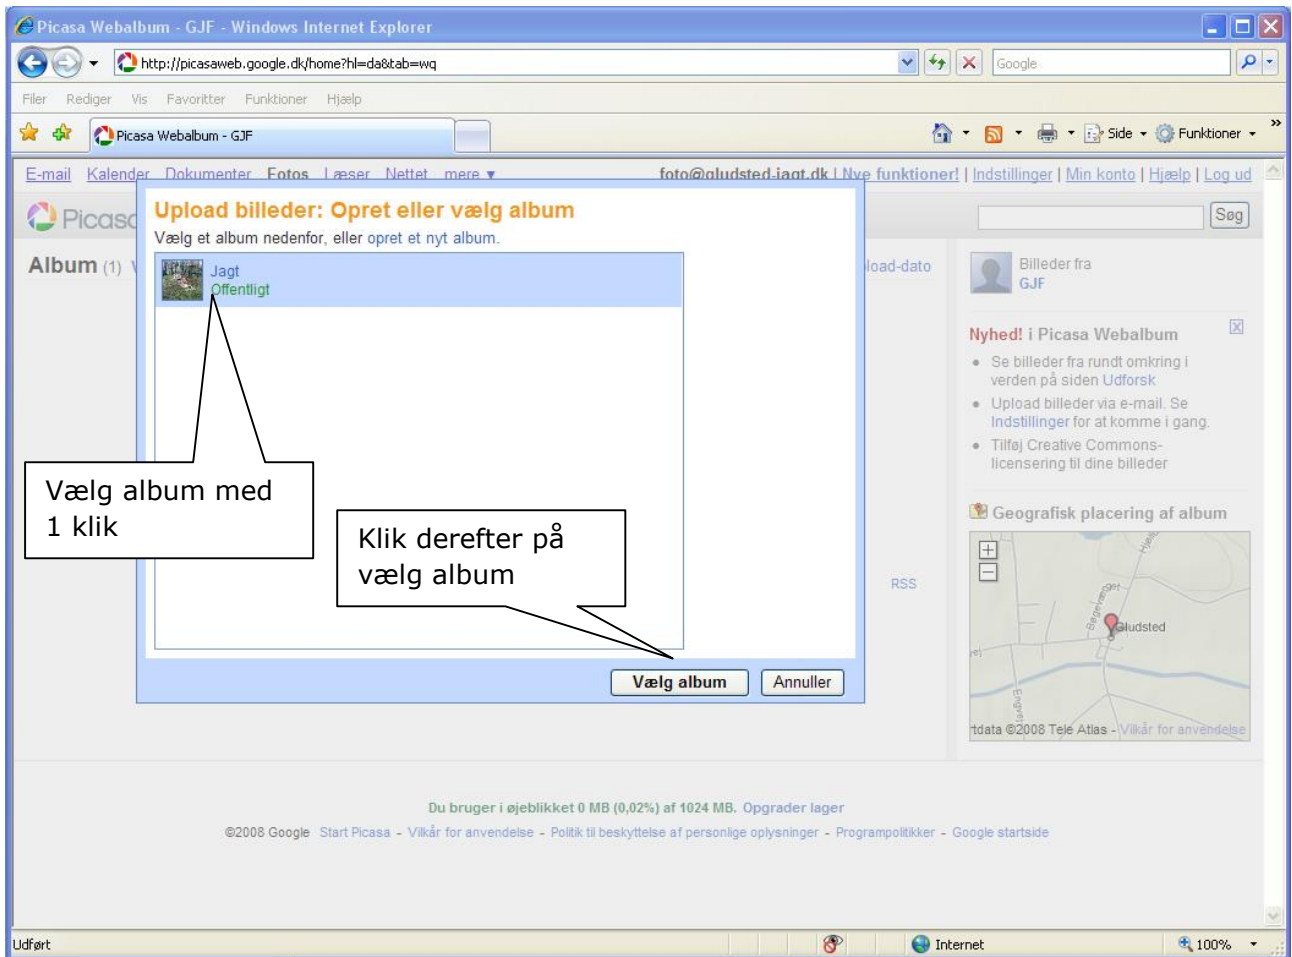 Picasa Webalbum - GJF - Windows Internet Explorer
http://picasaweb.google.dk/home?hl=da&tab=wq
Google
Filer Rediger Vis Favoritter Funktioner Hjælp
Picasa Webalbum - GJF
Side Funktioner
E-mail Kalender Dokumenter Fotos Læser Nettet mere ▼
foto@gludsted-jagt.dk | Nye funktioner! | Indstillinger | Min konto | Hjælp | Log ud
Picasa
Søg
Upload billeder: Opret eller vælg album
Vælg et album nedenfor, eller opret et nyt album.
Album (1)
load-dato
Jagt
Offentligt
Billeder fra
GJF
Nyhed! i Picasa Webalbum
• Se billeder fra rundt omkring i
verden på siden Udforsk
• Upload billeder via e-mail. Se
Indstillinger for at komme i gang.
• Tilføj Creative Commons-
licensering til dine billeder
Vælg album med
1 klik
Klik derefter på
vælg album
Geografisk placering af album
RSS
Bøgevænget
Gludsted
Engvej
tdata ©2008 Tele Atlas - Vilkår for anvendelse
Vælg album
Annuller
Du bruger i øjeblikket 0 MB (0,02%) af 1024 MB. Opgrader lager
©2008 Google Start Picasa - Vilkår for anvendelse - Politik til beskyttelse af personlige oplysninger - Programpolitikker - Google startside
Udført
Internet
100%